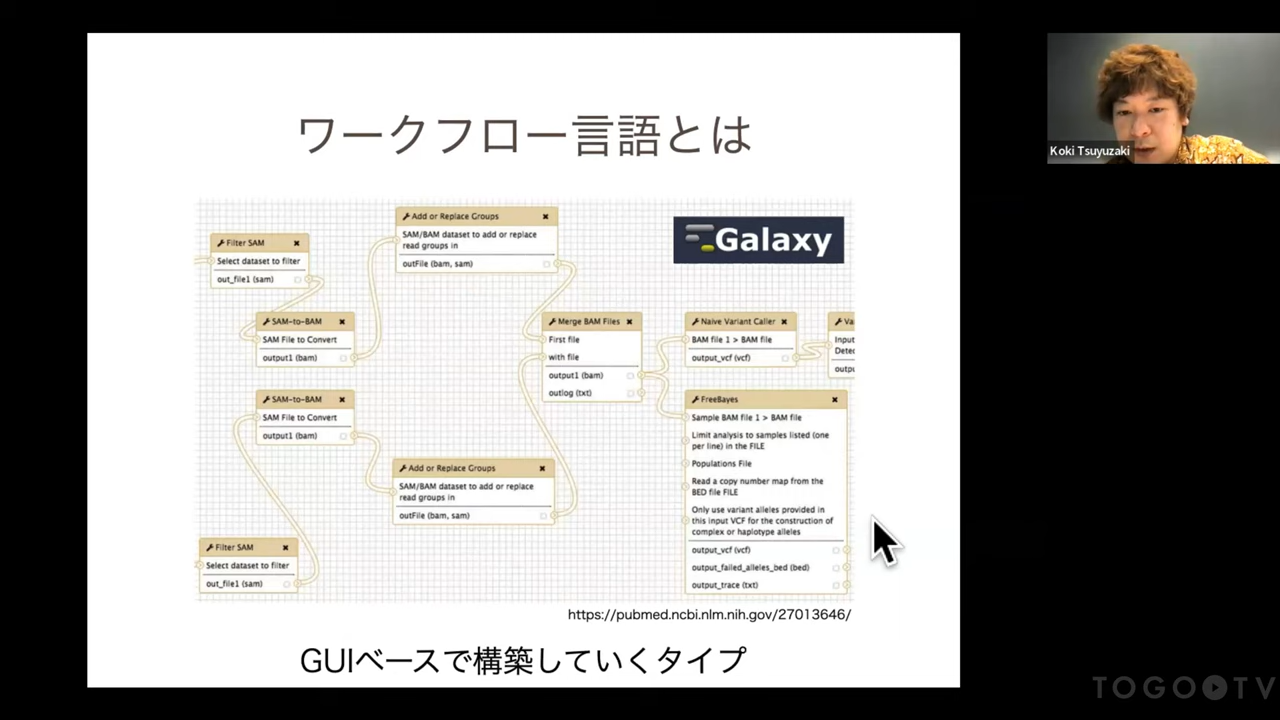 ワークフロー言語とは
Koki Tsuyuzaki
Galaxy
Add or Replace Groups
SAM/BAM dataset to add or replace
read groups in
outFile (bam, sam)
Filter SAM
Select dataset to filter
out_file1 (sam)
SAM-to-BAM
SAM File to Convert
output1 (bam)
Merge BAM Files
First file
with file
output1 (bam)
outlog (txt)
Naive Variant Caller
BAM file 1 > BAM file
output_vcf (vcf)
Va
Input
Detec
outpu
SAM-to-BAM
SAM File to Convert
output1 (bam)
FreeBayes
Sample BAM file 1 > BAM file
Limit analysis to samples listed (one
per line) in the FILE
Populations File
Read a copy number map from the
BED file FILE
Only use variant alleles provided in
this input VCF for the construction of
complex or haplotype alleles
output_vcf (vcf)
output_failed_alleles_bed (bed)
output_trace (txt)
Add or Replace Groups
SAM/BAM dataset to add or replace
read groups in
outFile (bam, sam)
Filter SAM
Select dataset to filter
out_file1 (sam)
https://pubmed.ncbi.nlm.nih.gov/27013646/
GUIベースで構築していくタイプ
TOGO TV